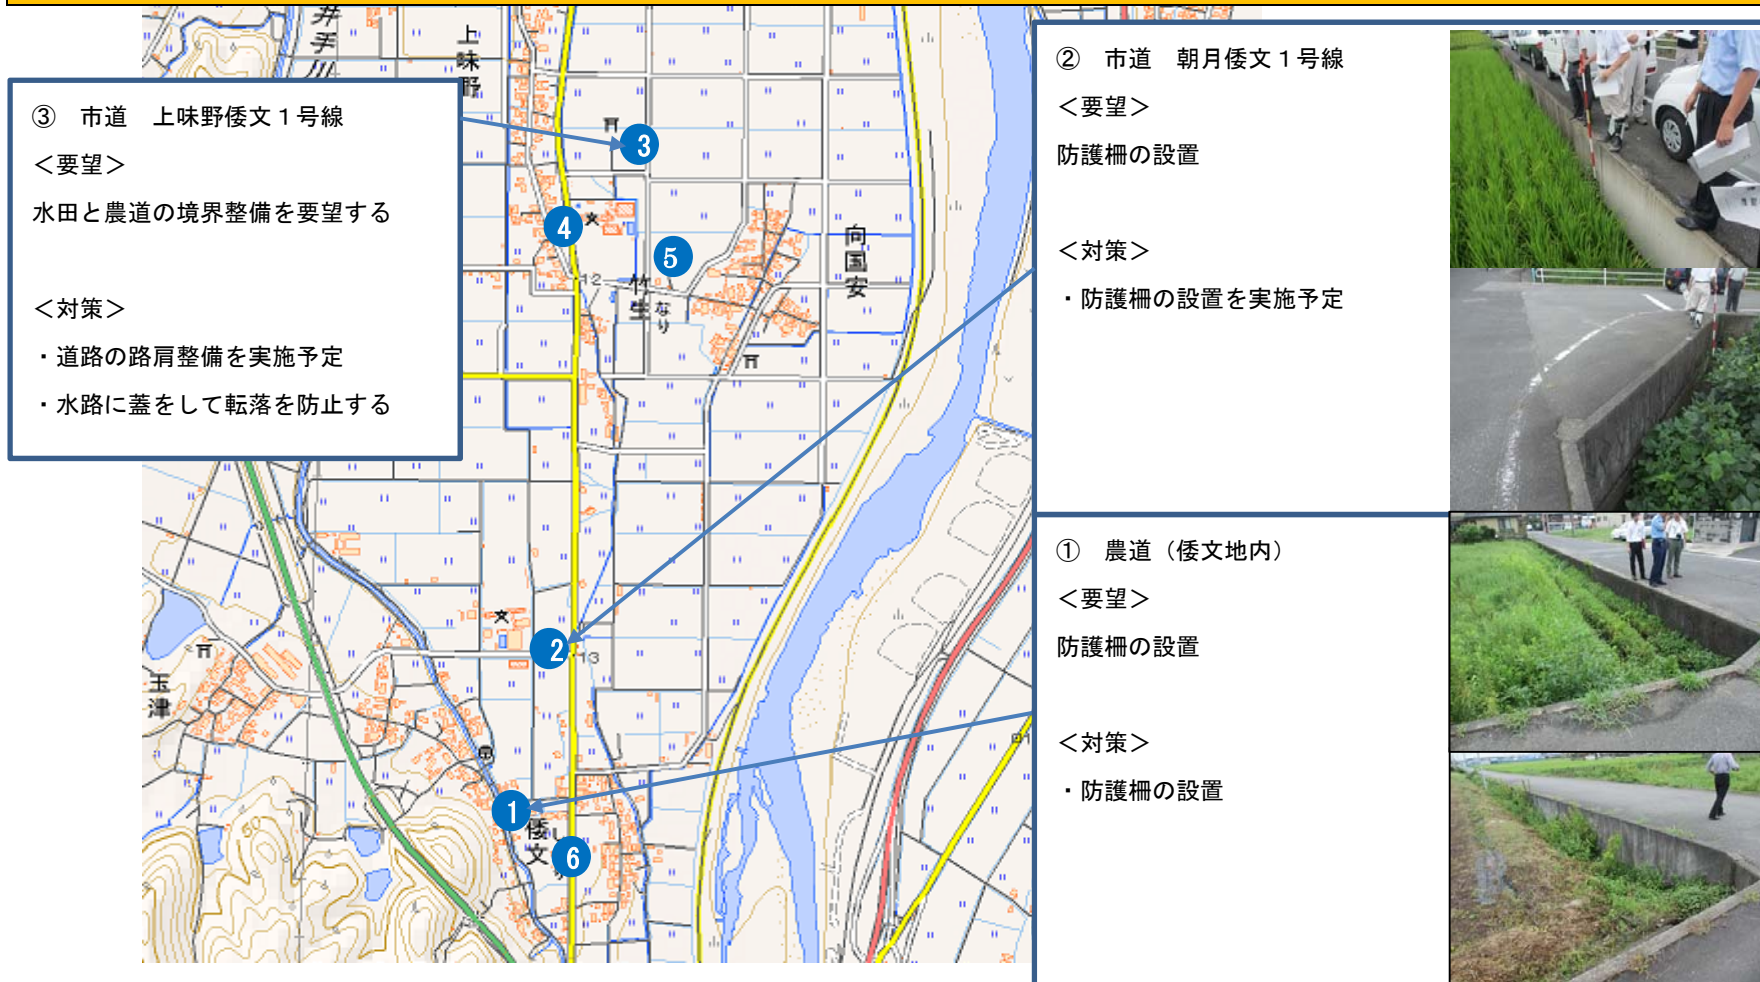 ③　市道　上味野倭文１号線
＜要望＞
水田と農道の境界整備を要望する
＜対策＞
・道路の路肩整備を実施予定
・水路に蓋をして転落を防止する
②　市道　朝月倭文１号線
＜要望＞
防護柵の設置
＜対策＞
・防護柵の設置を実施予定
①　農道（倭文地内）
＜要望＞
防護柵の設置
＜対策＞
・防護柵の設置
井手川
上味野
3
4
5
12
竹生
なり
向国安
2
13
玉津
1
倭文
6